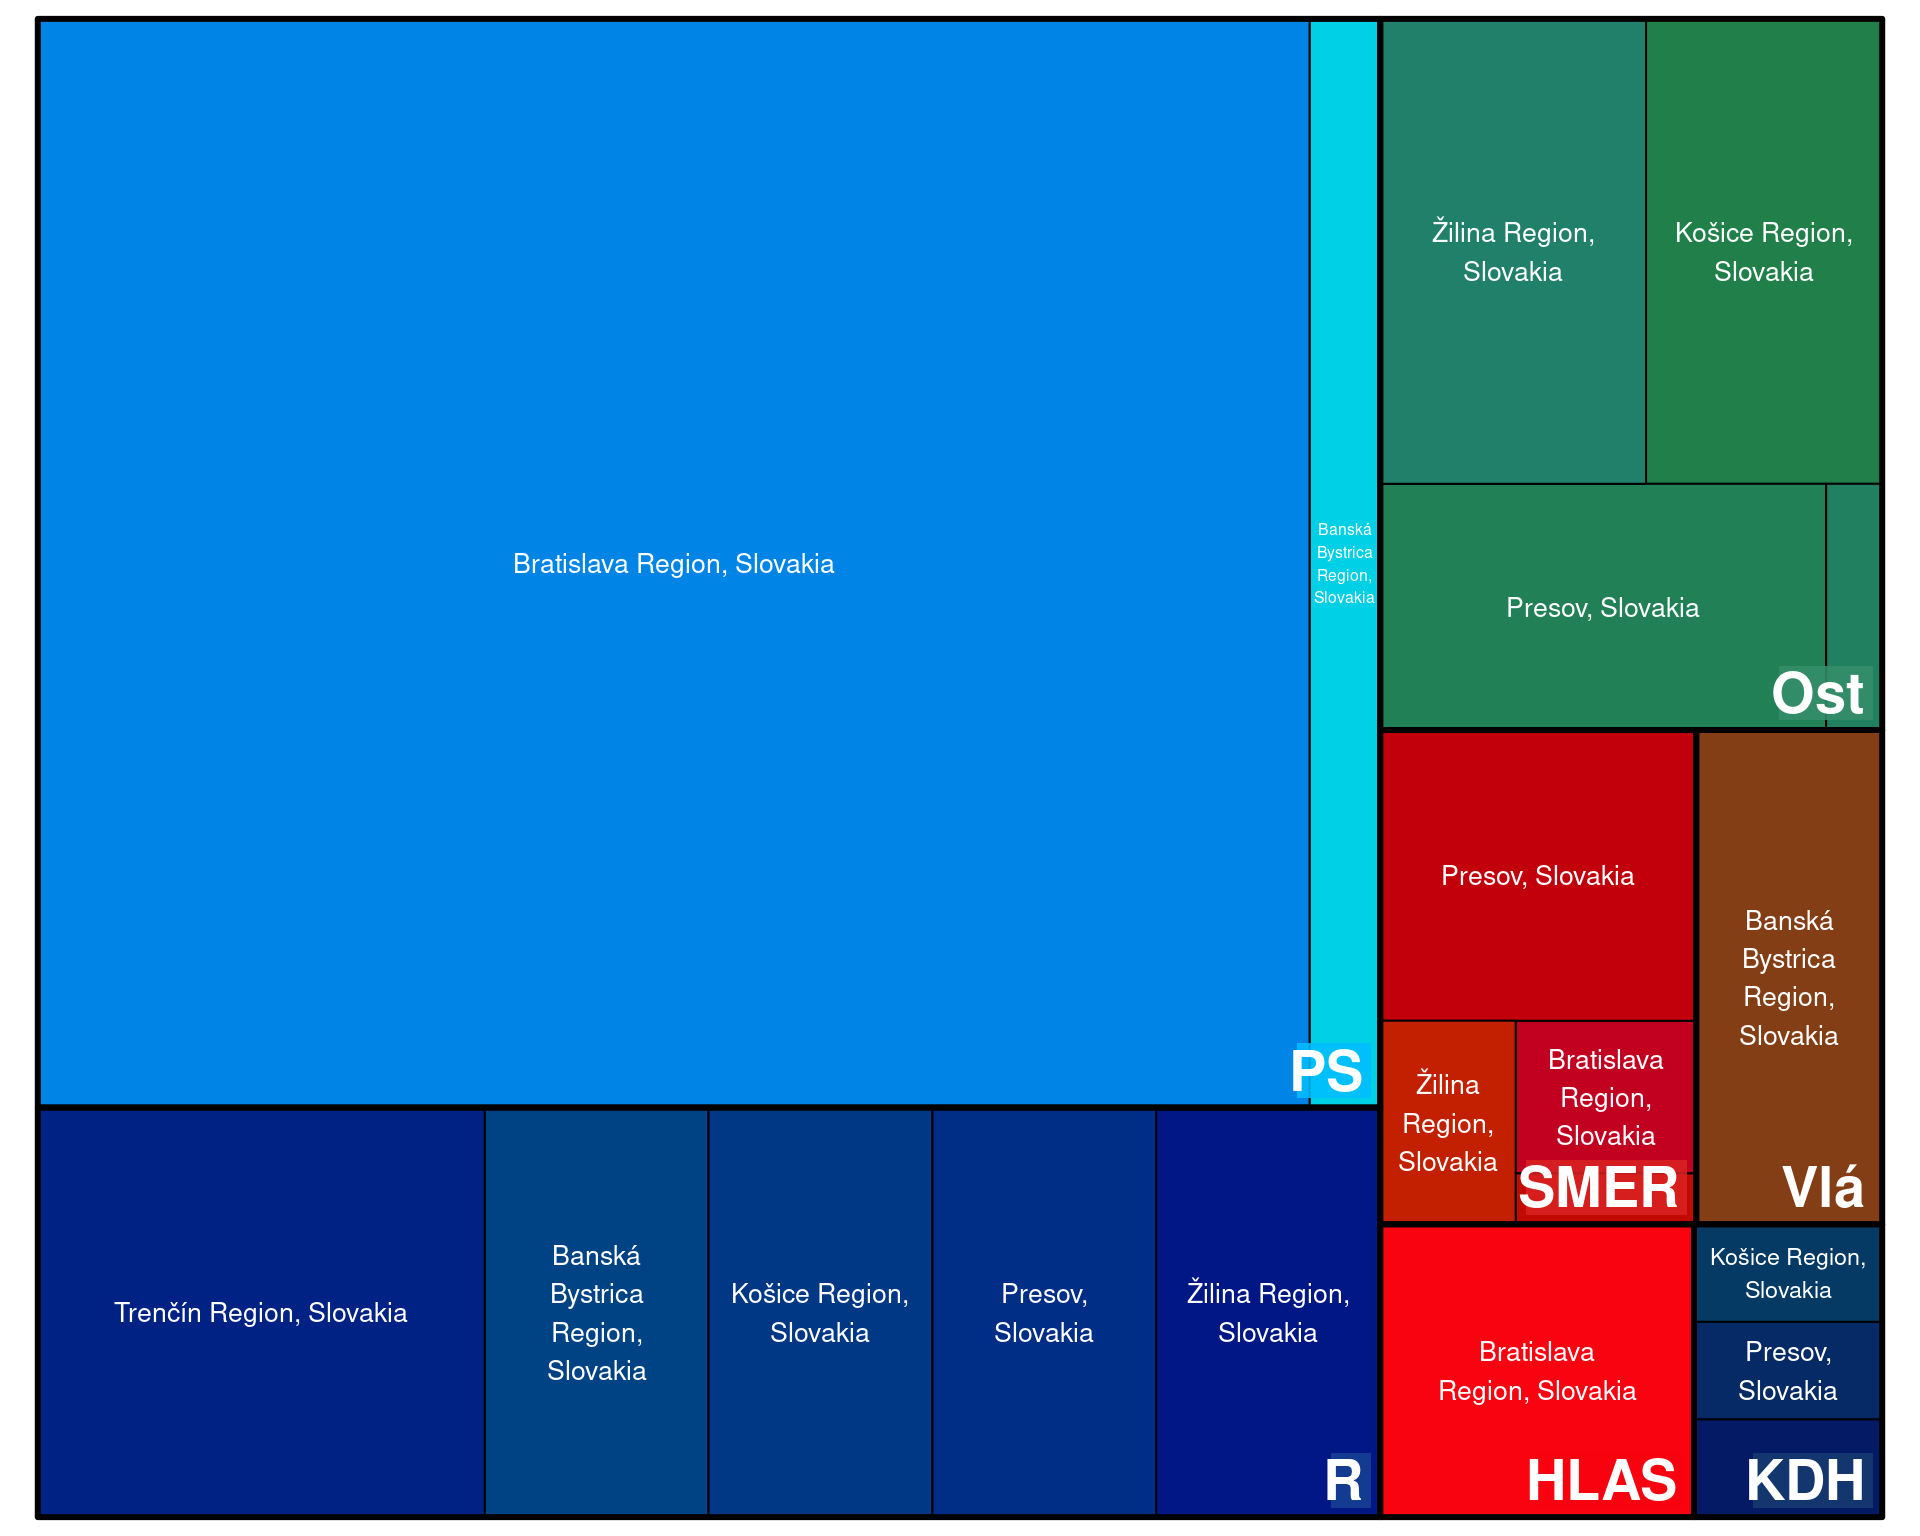 Bratislava Region, Slovakia
Banská
Bystrica
Region,
Slovakia
PS
Žilina Region,
Slovakia
Košice Region,
Slovakia
Presov, Slovakia
Ost
Presov, Slovakia
Žilina
Region,
Slovakia
Bratislava
Region,
Slovakia
SMER
Banská
Bystrica
Region,
Slovakia
Vlá
Trenčín Region, Slovakia
Banská
Bystrica
Region,
Slovakia
Košice Region,
Slovakia
Presov,
Slovakia
Žilina Region,
Slovakia
R
Bratislava
Region, Slovakia
HLAS
Košice Region,
Slovakia
Presov,
Slovakia
KDH